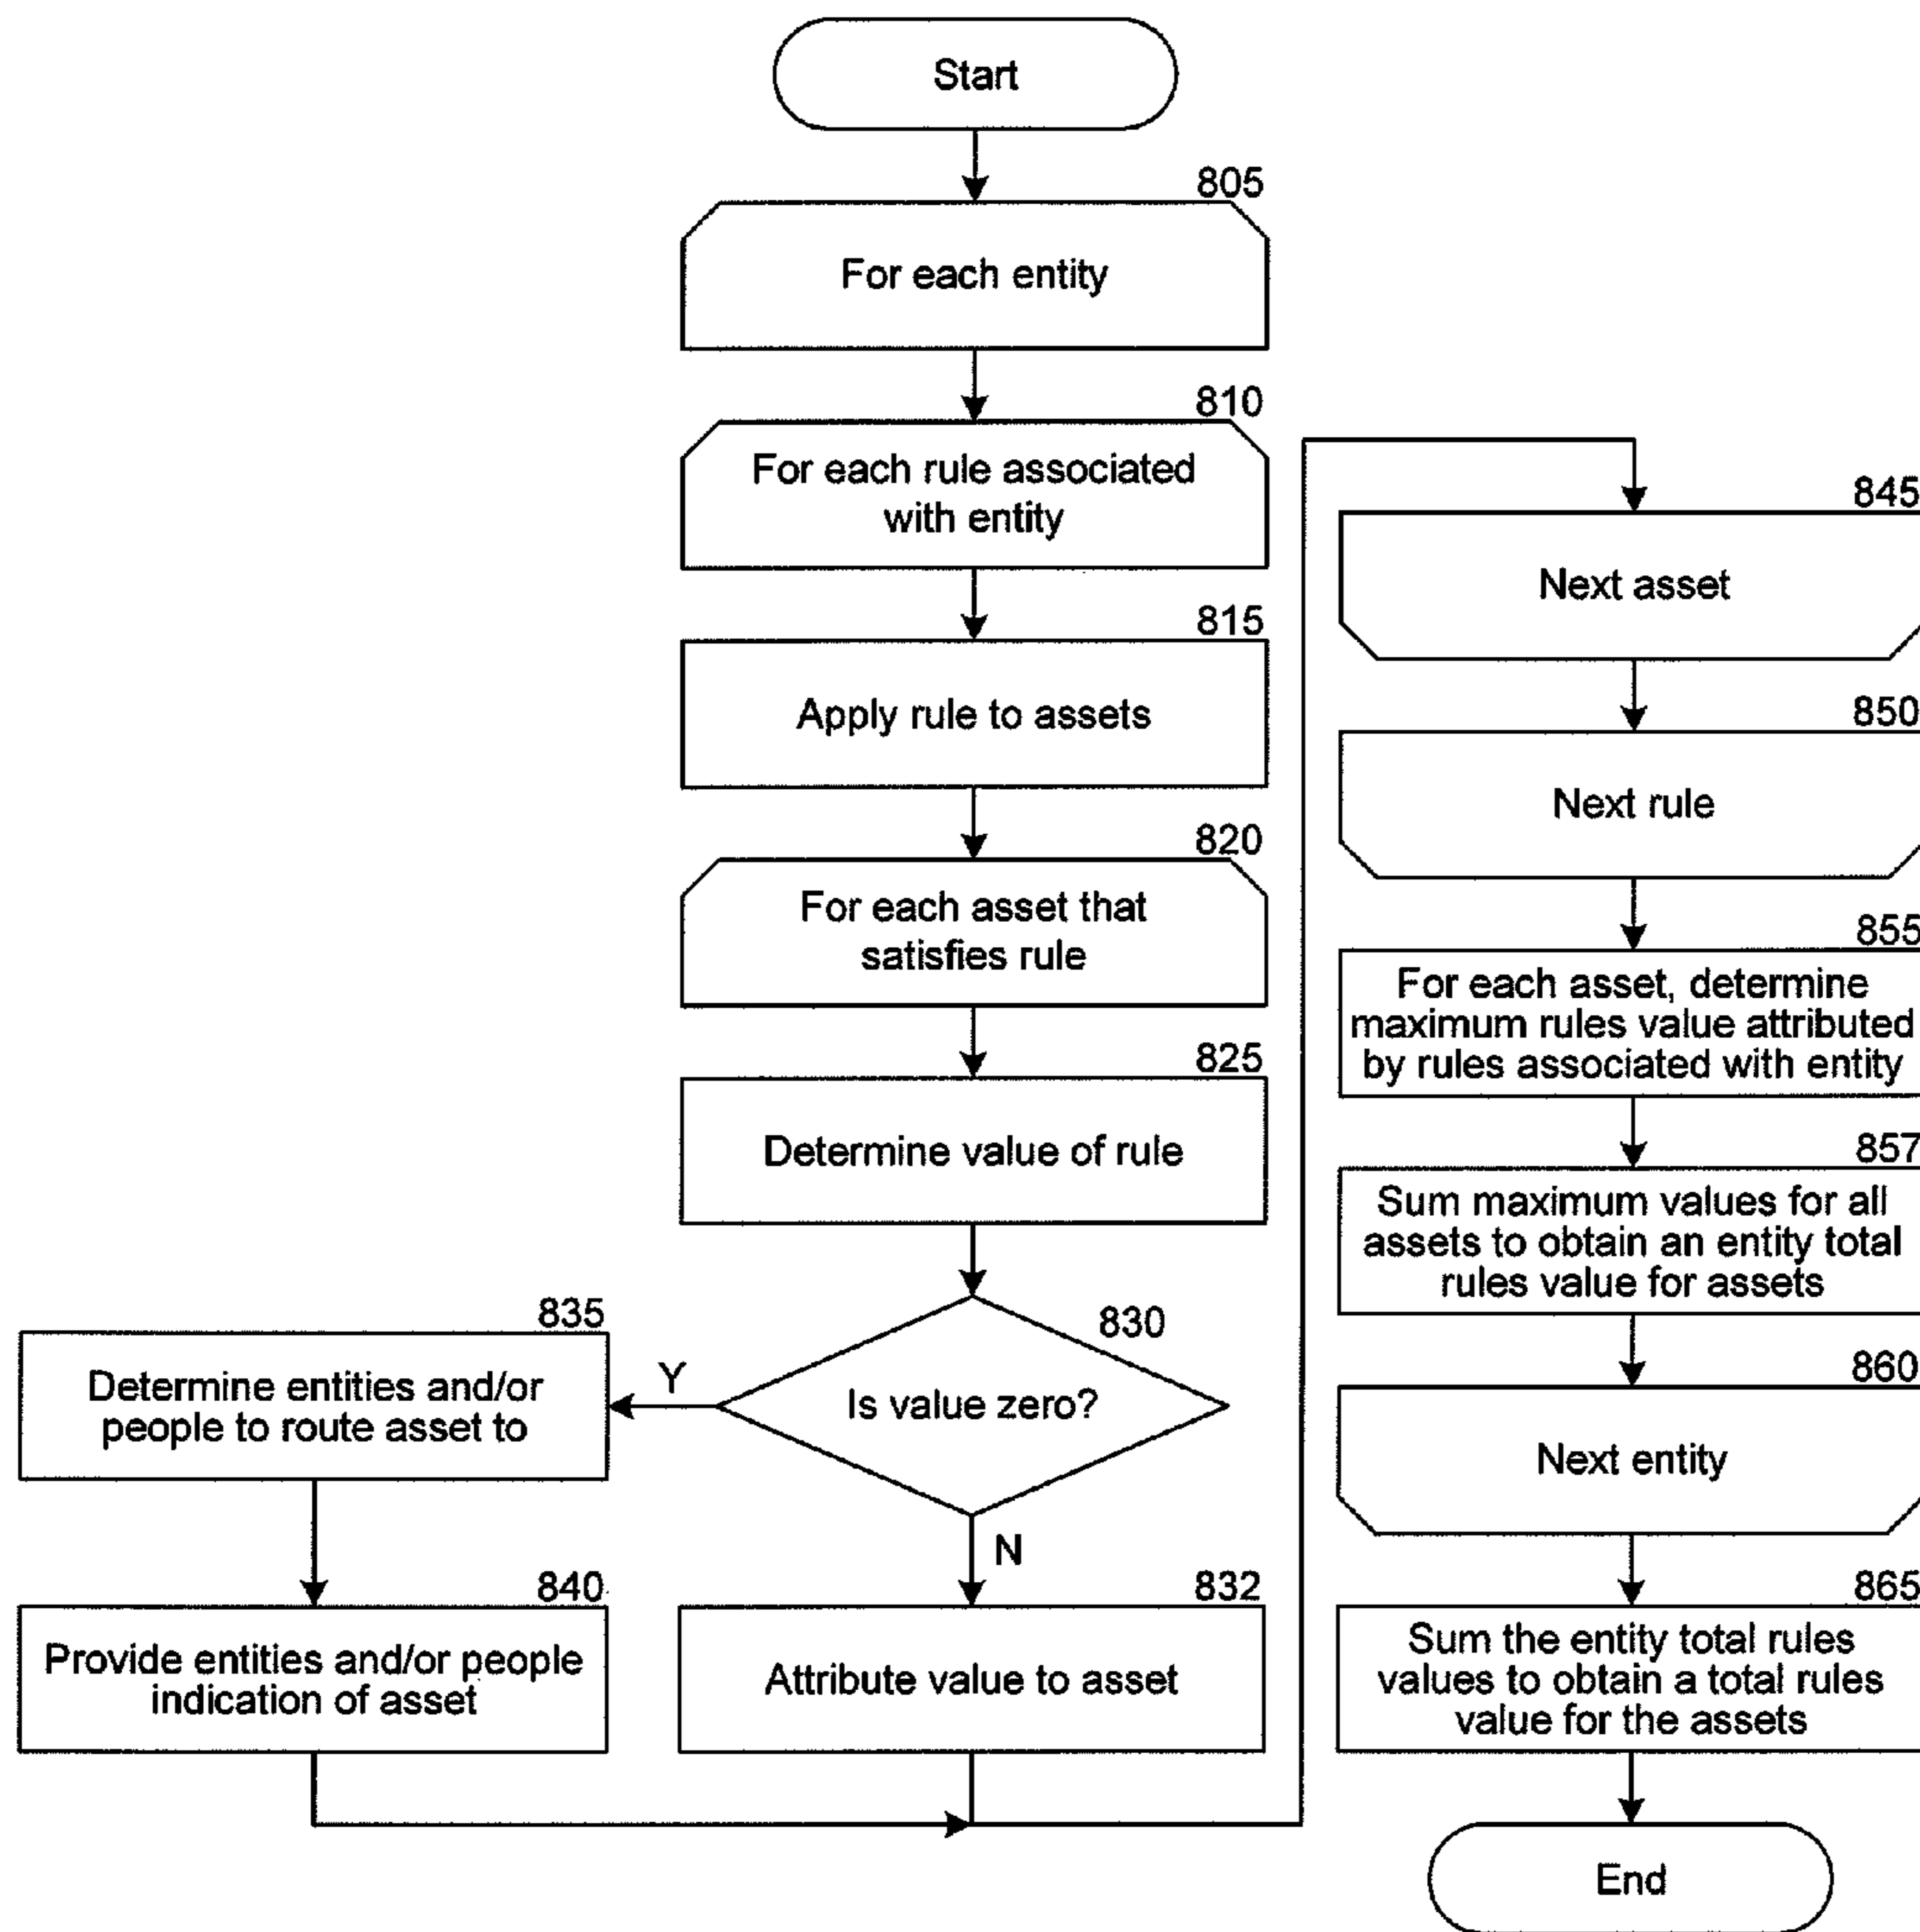 Start
805
For each entity
810
For each rule associated
with entity
815
Apply rule to assets
820
For each asset that
satisfies rule
825
Determine value of rule
830
Is value zero?
Y
N
835
Determine entities and/or
people to route asset to
840
Provide entities and/or people
indication of asset
832
Attribute value to asset
845
Next asset
850
Next rule
855
For each asset, determine
maximum rules value attributed
by rules associated with entity
857
Sum maximum values for all
assets to obtain an entity total
rules value for assets
860
Next entity
865
Sum the entity total rules
values to obtain a total rules
value for the assets
End